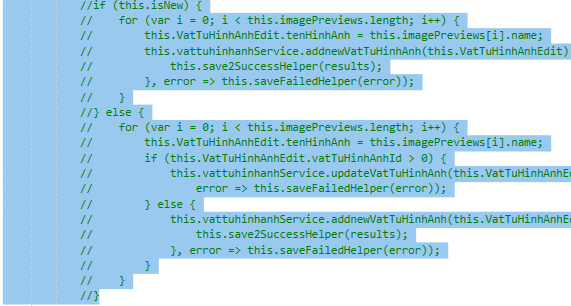 //if (this.isNew) {
//    for (var i = 0; i < this.imagePreviews.length; i++) {
//        this.VatTuHinhAnhEdit.tenHinhAnh = this.imagePreviews[i].name;
//        this.vattuhinhanhService.addnewVatTuHinhAnh(this.VatTuHinhAnhEdit)
//            this.save2SuccessHelper(results);
//        }, error => this.saveFailedHelper(error));
//    }
//} else {
//    for (var i = 0; i < this.imagePreviews.length; i++) {
//        this.VatTuHinhAnhEdit.tenHinhAnh = this.imagePreviews[i].name;
//        if (this.VatTuHinhAnhEdit.vatTuHinhAnhId > 0) {
//            this.vattuhinhanhService.updateVatTuHinhAnh(this.VatTuHinhAnhEd
//                error => this.saveFailedHelper(error));
//        } else {
//            this.vattuhinhanhService.addnewVatTuHinhAnh(this.VatTuHinhAnhEd
//                this.save2SuccessHelper(results);
//            }, error => this.saveFailedHelper(error));
//        }
//    }
//}